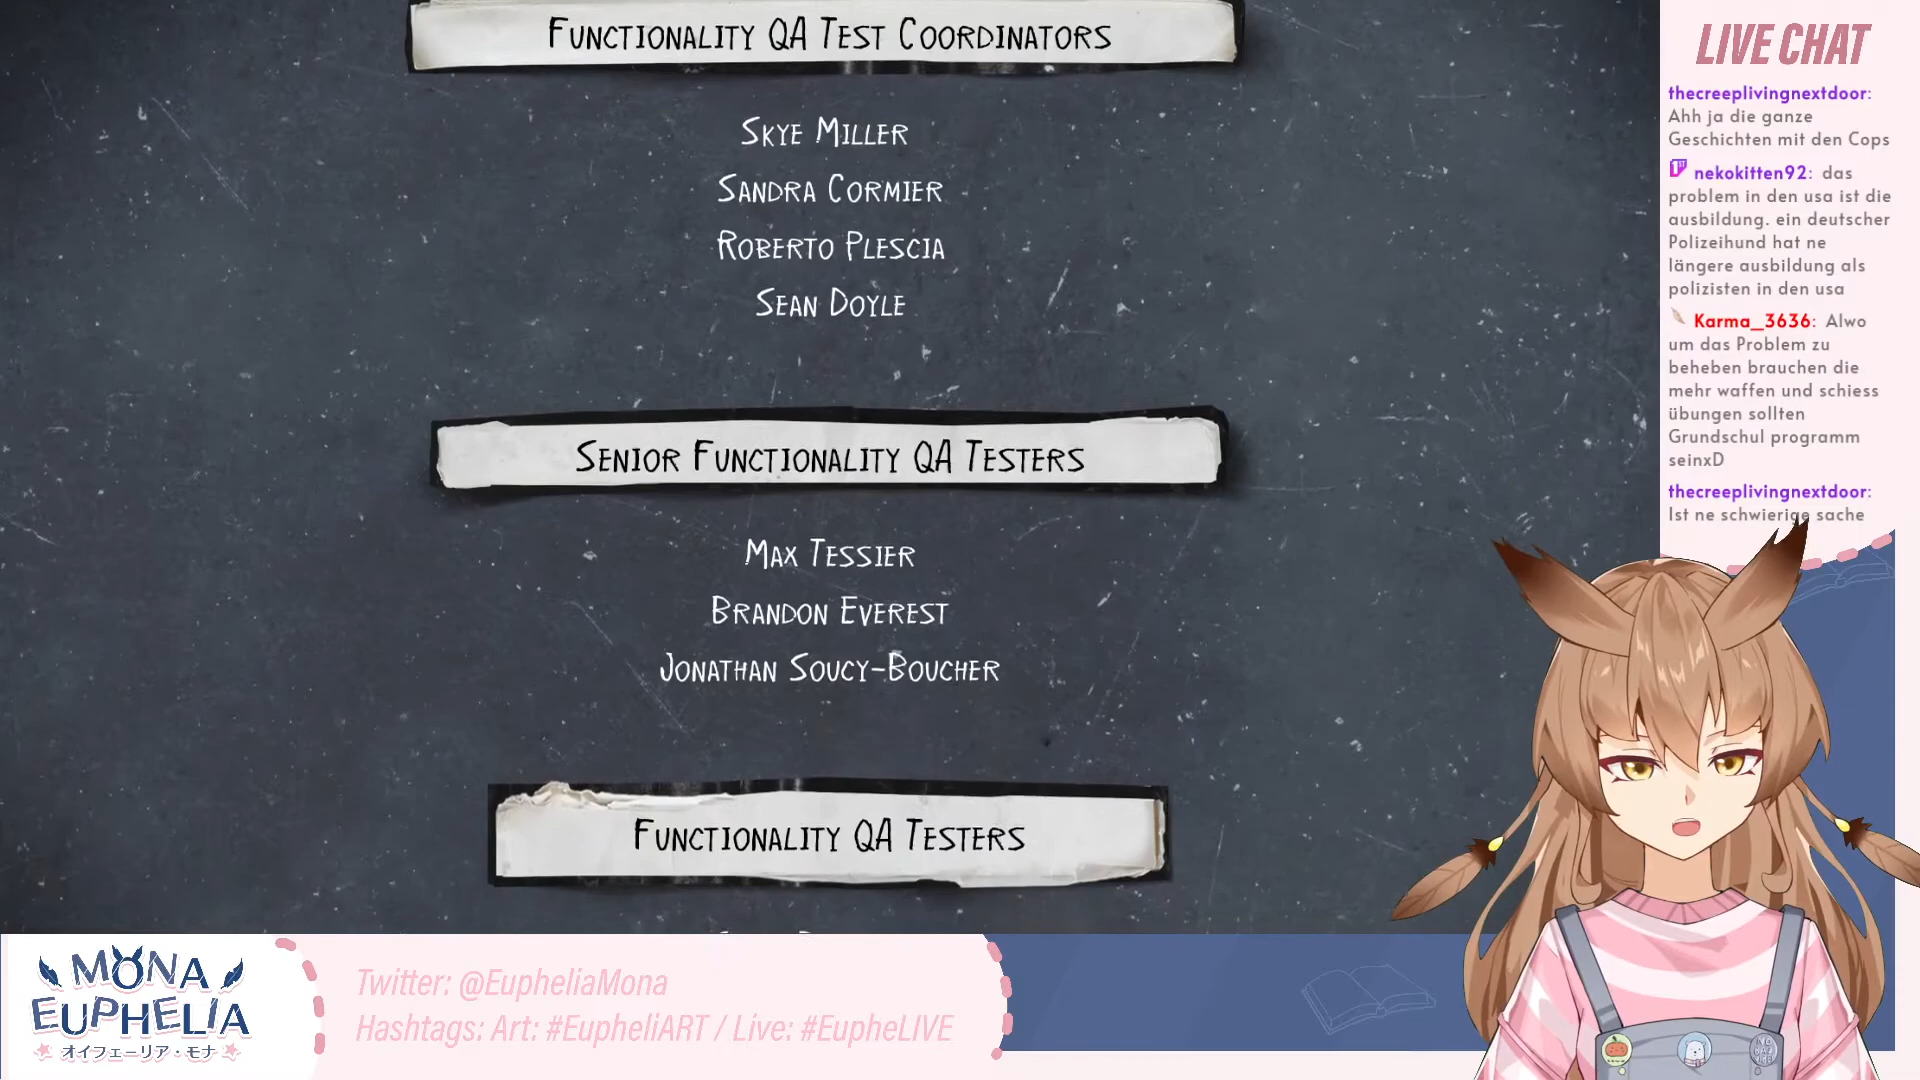 FUNCTIONALITY QA TEST COORDINATORS
SKYE MILLER
SANDRA CORMIER
ROBERTO PLESCIA
SEAN DOYLE
SENIOR FUNCTIONALITY QA TESTERS
MAX TESSIER
BRANDON EVEREST
JONATHAN SOUCY-BOUCHER
FUNCTIONALITY QA TESTERS
LIVE CHAT
thecreeplivingnextdoor:
Ahh ja die ganze
Geschichten mit den Cops
nekokitten92: das
problem in den usa ist die
ausbildung. ein deutscher
Polizeihund hat ne
längere ausbildung als
polizisten in den usa
Karma_3636: Alwo
um das Problem zu
beheben brauchen die
mehr waffen und schiess
übungen sollten
Grundschul programm
seinxD
thecreeplivingnextdoor:
Ist ne schwierige sache
MONA
EUPHELIA
オイフェーリア・モナ
Twitter: @EupheliaMona
Hashtags: Art: #EupheliART / Live: #EupheLIVE